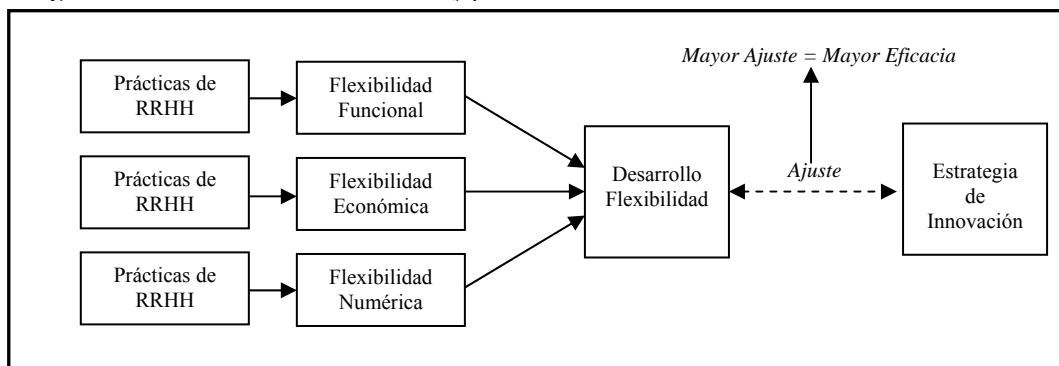 Prácticas de
RRHH
Flexibilidad
Funcional
Mayor Ajuste = Mayor Eficacia
Prácticas de
RRHH
Flexibilidad
Económica
Desarrollo
Flexibilidad
Ajuste
Estrategia
de
Innovación
Prácticas de
RRHH
Flexibilidad
Numérica